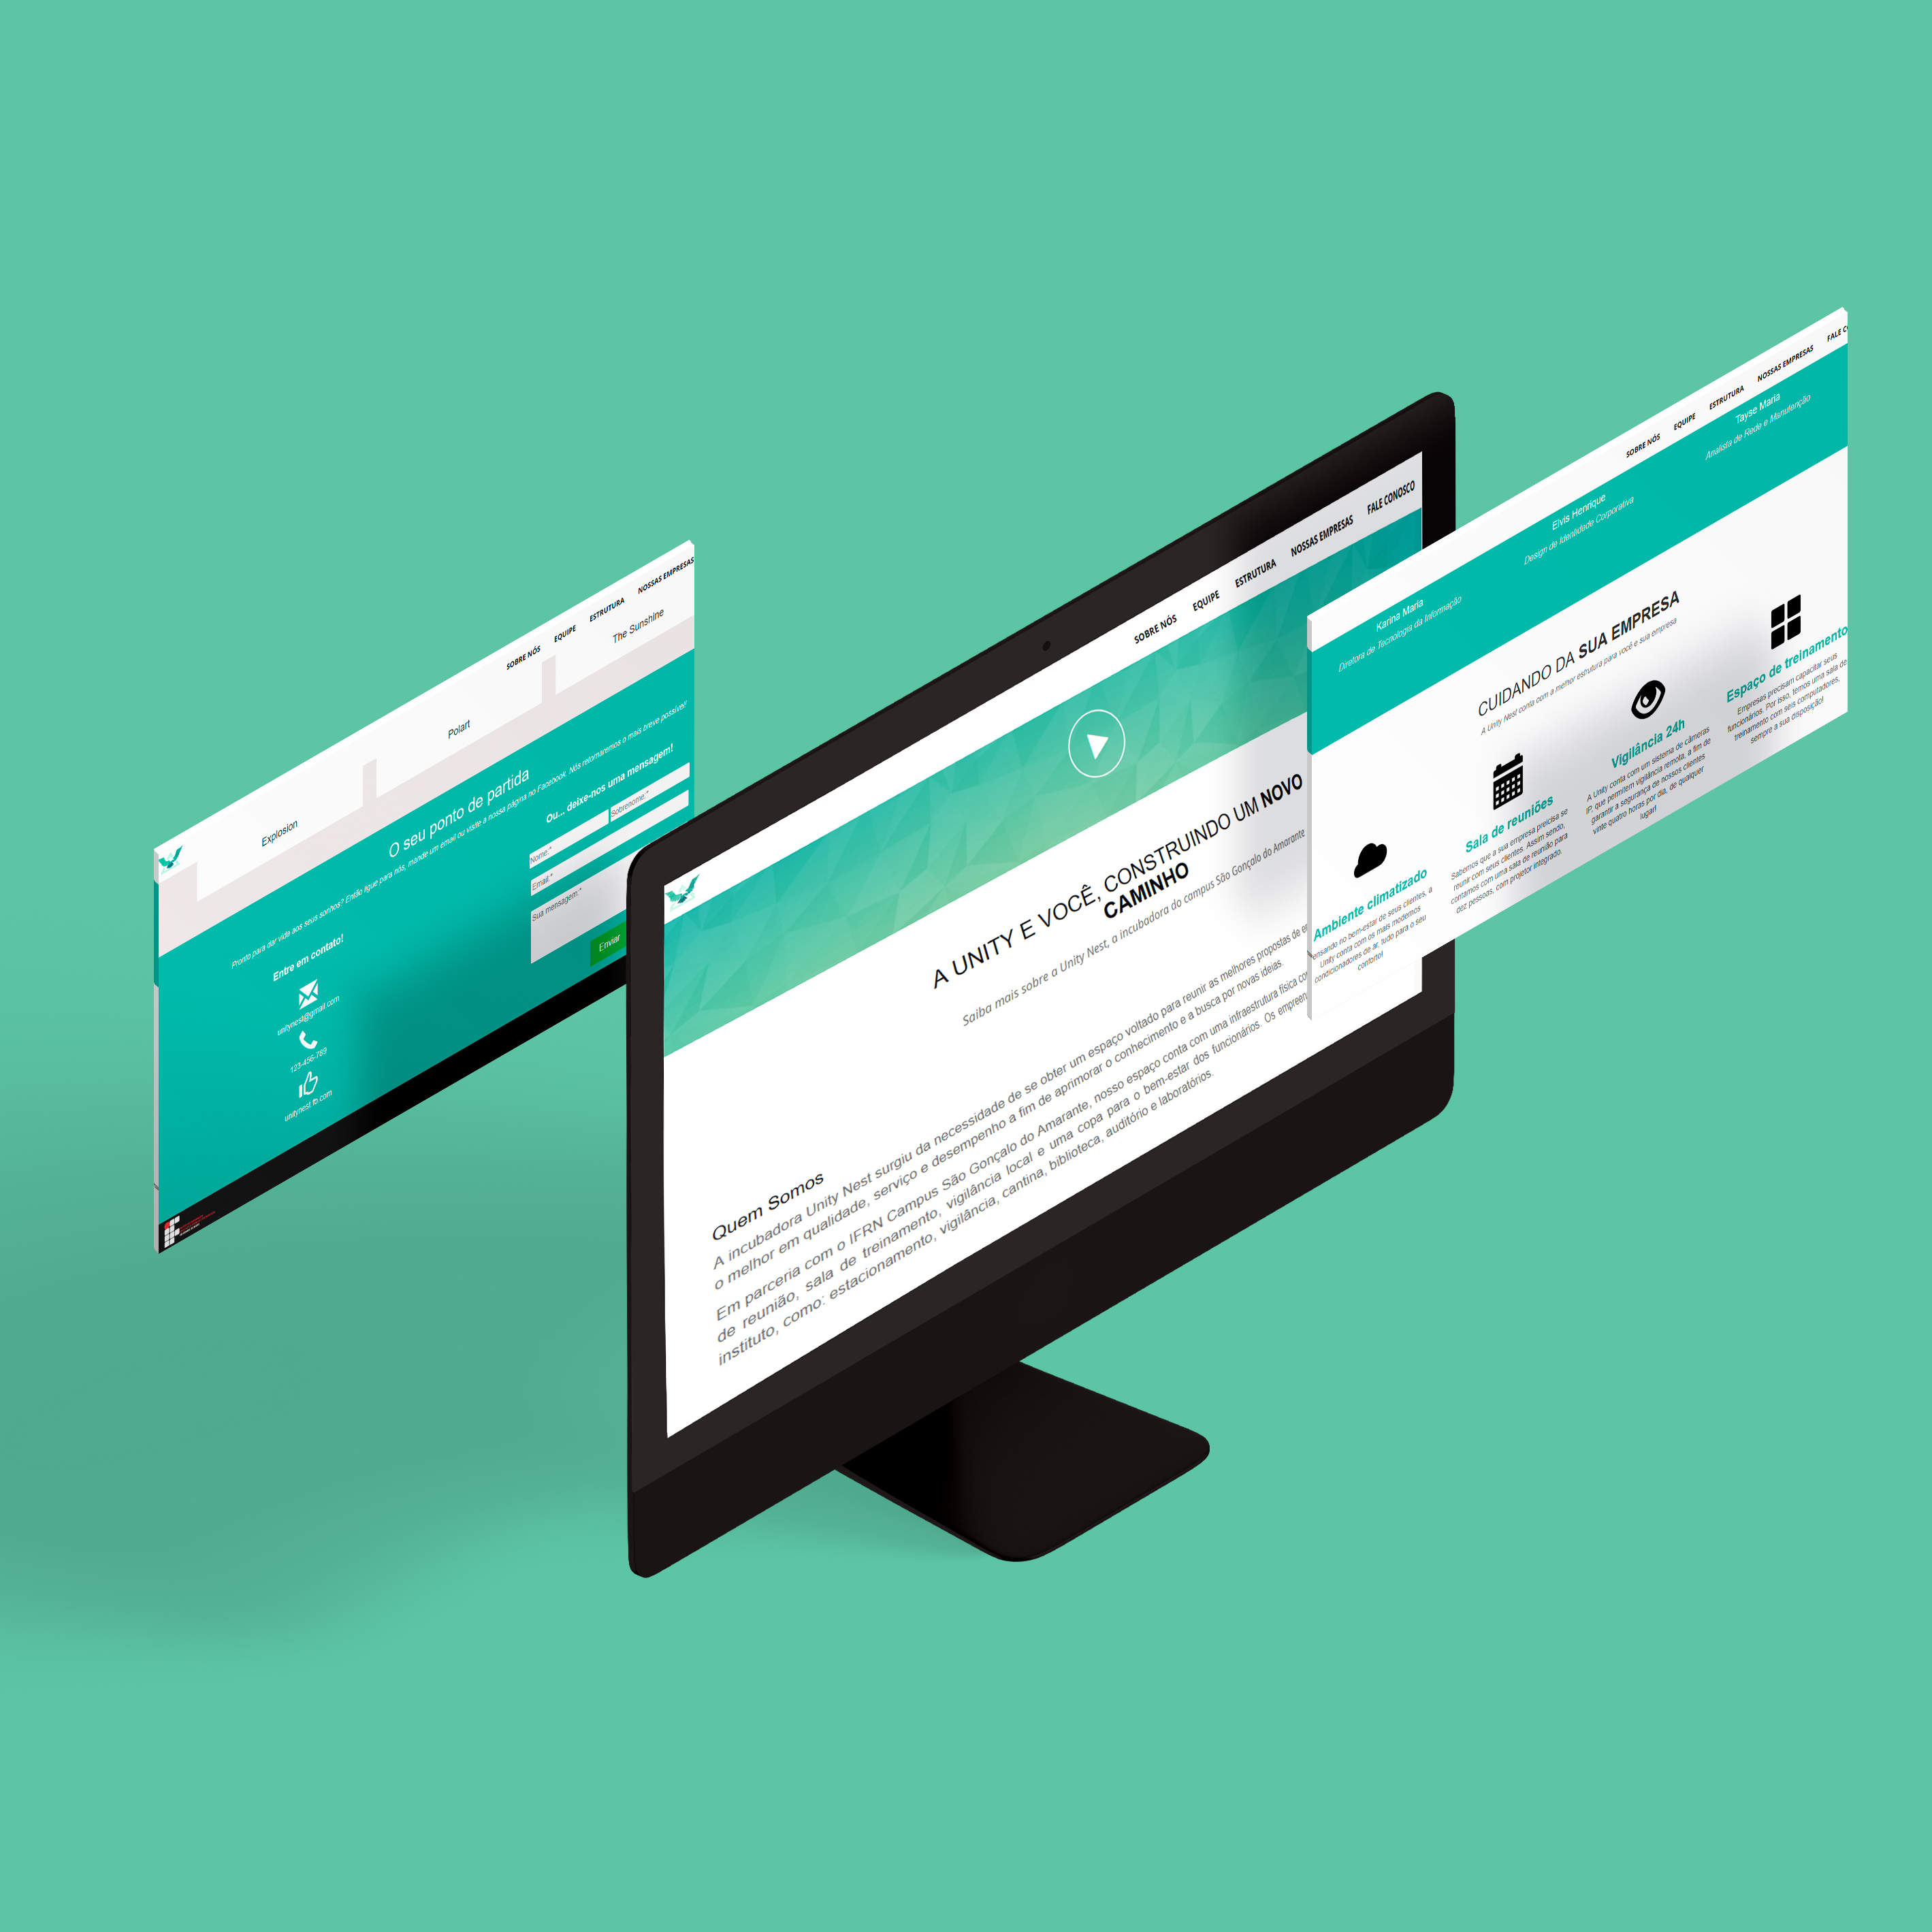 SOBRE NÓS EQUIPE ESTRUTURA NOSSAS EMPRESAS
Explosion
Polart
The Sunshine
O seu ponto de partida
Pronto para dar vida aos seus sonhos? Então ligue para nós, mande um email ou visite a nossa página no Facebook. Nós retornaremos o mais breve possível!
Entre em contato!
unitynest@gmail.com
123-456-789
unitynest.fb.com
Ou... deixe-nos uma mensagem!
Nome:*
Sobrenome:*
Email:*
Sua mensagem:*
Enviar
SOBRE NÓS EQUIPE ESTRUTURA NOSSAS EMPRESAS FALE CONOSCO
A UNITY E VOCÊ, CONSTRUINDO UM NOVO
CAMINHO
Saiba mais sobre a Unity Nest, a incubadora do campus São Gonçalo do Amarante
Quem Somos
A incubadora Unity Nest surgiu da necessidade de se obter um espaço voltado para reunir as melhores propostas de
o melhor em qualidade, serviço e desempenho a fim de aprimorar o conhecimento e a busca por novas ideias.
Em parceria com o IFRN Campus São Gonçalo do Amarante, nosso espaço conta com uma infraestrutura física
de reunião, sala de treinamento, vigilância local e uma copa para o bem-estar dos funcionários. Os
instituto, como: estacionamento, vigilância, cantina, biblioteca, auditório e laboratórios.
SOBRE NÓS EQUIPE ESTRUTURA NOSSAS EMPRESAS FALE
Karina Maria
Diretora de Tecnologia da Informação
Elvis Henrique
Design de Identidade Corporativa
Tayse Maria
Analista de Rede e Manutenção
CUIDANDO DA SUA EMPRESA
A Unity Nest conta com a melhor estrutura para você e sua empresa
Ambiente climatizado
ensando no bem-estar de seus clientes, a
Unity conta com os mais modernos
condicionadores de ar, tudo para o seu
conforto!
Sala de reuniões
Sabemos que a sua empresa precisa se
reunir com seus clientes. Assim sendo,
contamos com uma sala de reunião para
dez pessoas, com projetor integrado.
Vigilância 24h
A Unity conta com um sistema de câmeras
IP, que permitem vigilância remota, a fim de
garantir a segurança de nossos clientes
vinte quatro horas por dia, de qualquer
lugar!
Espaço de treinamento
Empresas precisam capacitar seus
funcionários. Por isso, temos uma sala de
treinamento com seis computadores,
sempre a sua disposição!